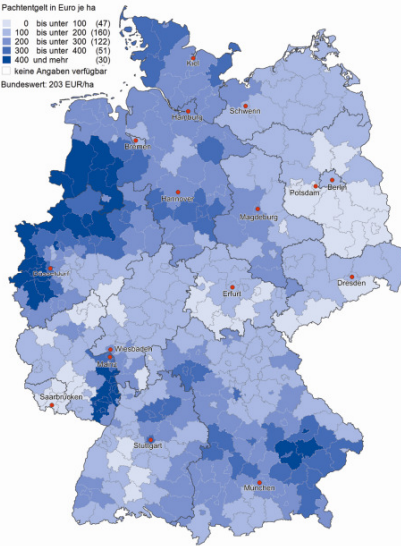 Pachtentgelt in Euro je ha
0 bis unter 100 (47)
100 bis unter 200 (160)
200 bis unter 300 (122)
300 bis unter 400 (51)
400 und mehr (30)
keine Angaben verfügbar
Bundeswert: 203 EUR/ha
Kiel
Schwerin
Hamburg
Bremen
Berlin
Potsdam
Hannover
Magdeburg
Düsseldorf
Dresden
Erfurt
Wiesbaden
Mainz
Saarbrücken
Stuttgart
München